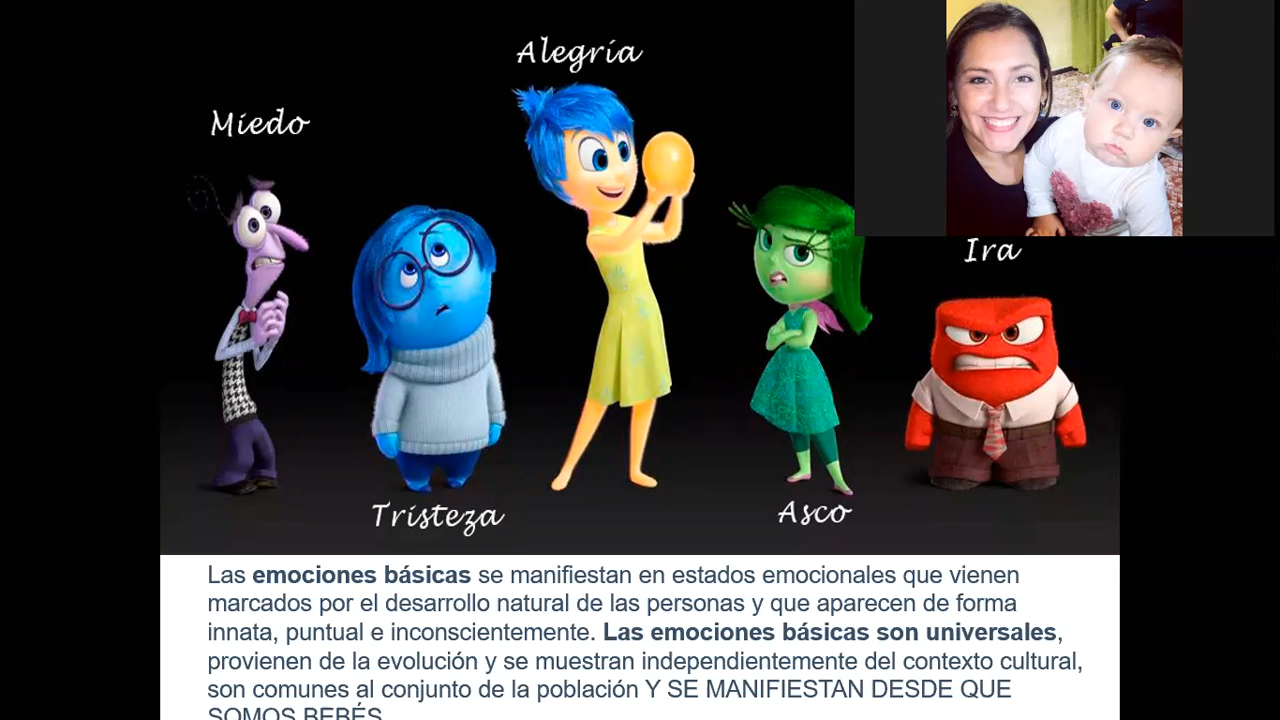 Alegría
Miedo
Ira
Tristeza
Asco
Las emociones básicas se manifiestan en estados emocionales que vienen
marcados por el desarrollo natural de las personas y que aparecen de forma
innata, puntual e inconscientemente. Las emociones básicas son universales,
provienen de la evolución y se muestran independientemente del contexto cultural,
son comunes al conjunto de la población Y SE MANIFIESTAN DESDE QUE
SOMOS BEBÉS